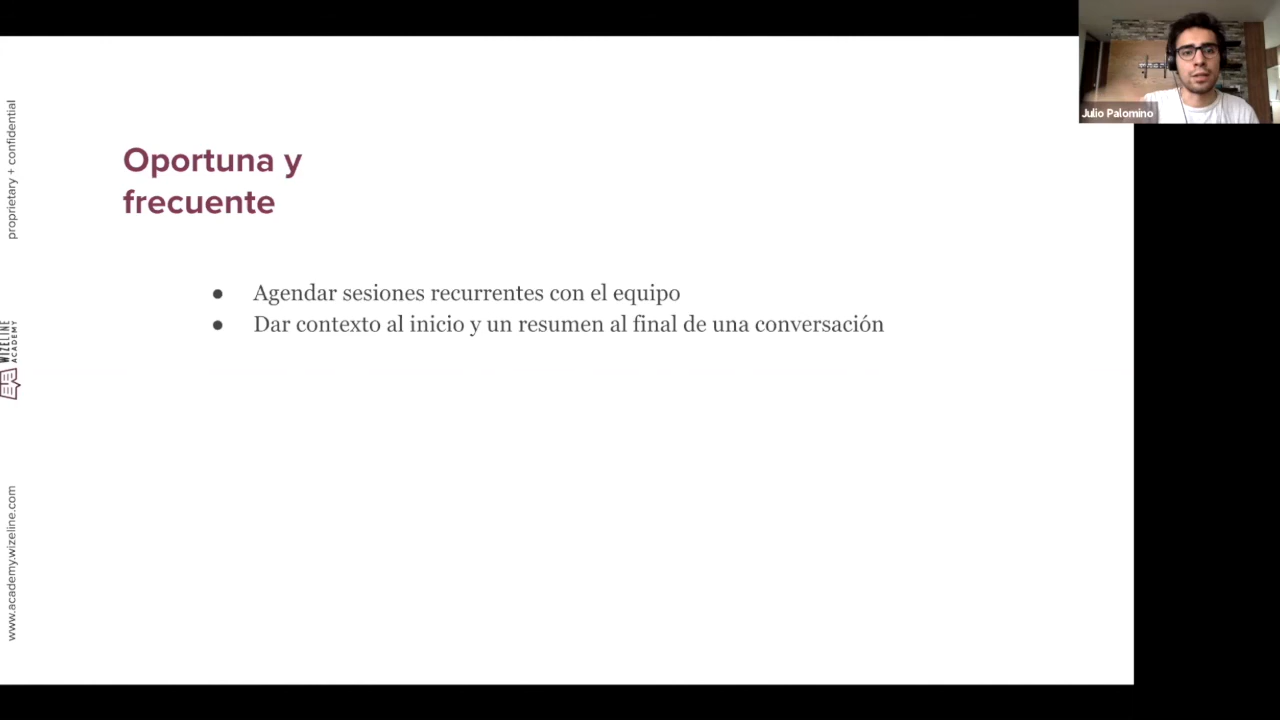 Oportuna y
frecuente
● Agendar sesiones recurrentes con el equipo
● Dar contexto al inicio y un resumen al final de una conversación
proprietary + confidential
WIZELINE
ACADEMY
www.academy.wizeline.com
Julio Palomino